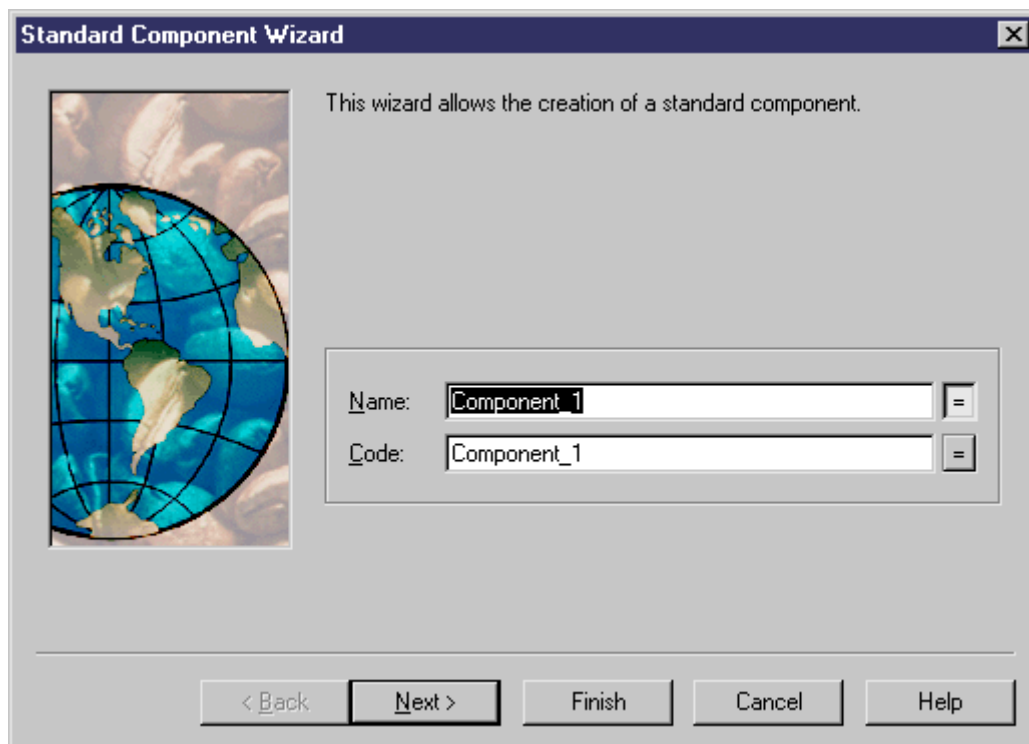 Standard Component Wizard
This wizard allows the creation of a standard component.
Name: Component_1 =
Code: Component_1 =
< Back Next > Finish Cancel Help